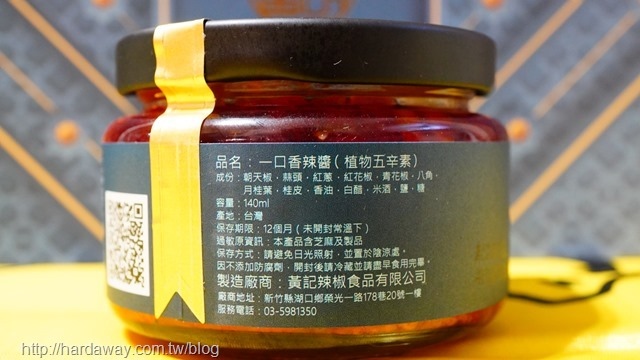 品名：一口香辣醬(植物五辛素)
成份：朝天椒、蒜頭、紅蔥、紅花椒、青花椒、八角、
月桂葉、桂皮、香油、白醋、米酒、鹽、糖
容量：140ml
產地：台灣
保存期限：12個月(未開封常溫下)
過敏原資訊：本產品含芝麻及製品
保存方式：請避免日光照射，並置於陰涼處。
因不添加防腐劑，開封後請冷藏並請盡早食用完畢。
製造廠商：黃記辣椒食品有限公司
廠商地址：新竹縣湖口鄉榮光一路178巷20號一樓
服務電話：03-5981350
http://hardaway.com.tw/blog